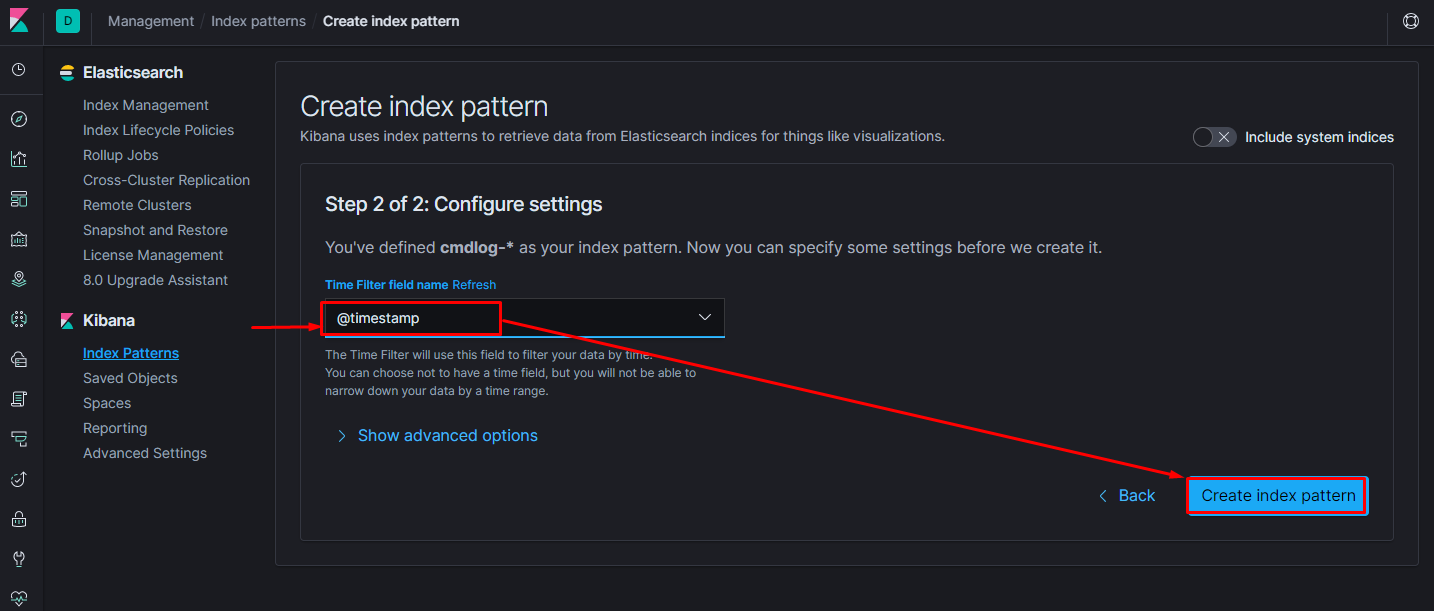 D
Management / Index patterns / Create index pattern
Elasticsearch
Index Management
Index Lifecycle Policies
Rollup Jobs
Cross-Cluster Replication
Remote Clusters
Snapshot and Restore
License Management
8.0 Upgrade Assistant
Kibana
Index Patterns
Saved Objects
Spaces
Reporting
Advanced Settings
Create index pattern
Kibana uses index patterns to retrieve data from Elasticsearch indices for things like visualizations.
Include system indices
Step 2 of 2: Configure settings
You've defined cmdlog-* as your index pattern. Now you can specify some settings before we create it.
Time Filter field name Refresh
@timestamp
The Time Filter will use this field to filter your data by time.
You can choose not to have a time field, but you will not be able to
narrow down your data by a time range.
Show advanced options
Back
Create index pattern